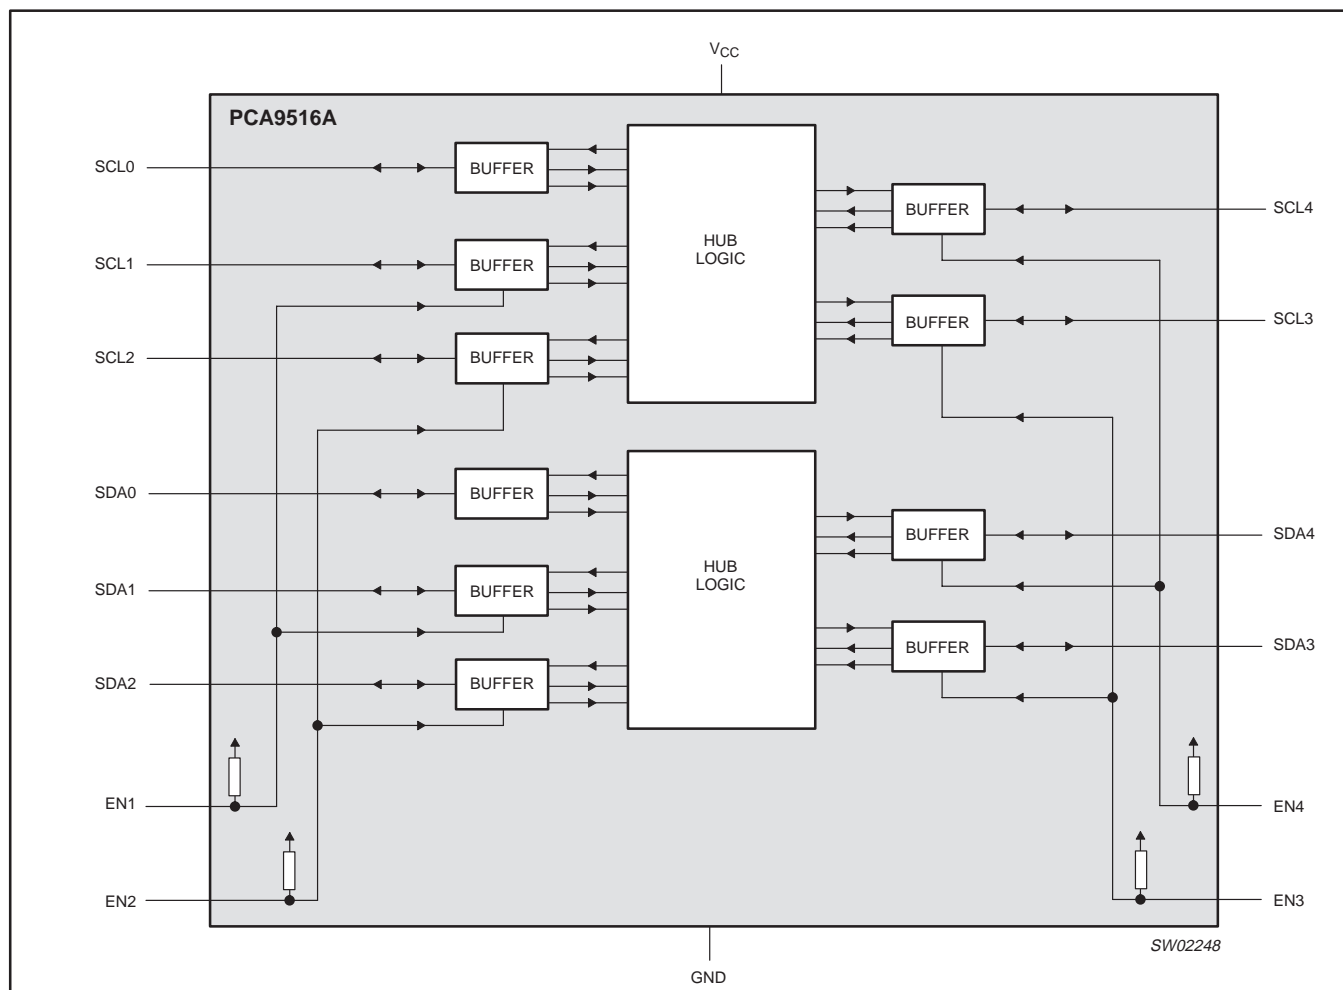 VCC
PCA9516A
SCL0
BUFFER
SCL1
BUFFER
SCL2
BUFFER
HUB
LOGIC
BUFFER
SCL4
BUFFER
SCL3
SDA0
BUFFER
SDA1
BUFFER
SDA2
BUFFER
HUB
LOGIC
BUFFER
SDA4
BUFFER
SDA3
EN1
EN2
EN4
EN3
SW02248
GND